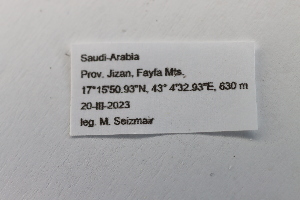 Saudi-Arabia
Prov. Jizan, Fayfa Mts,
17°15'50.93"N, 43° 4'32.93"E, 630 m
20-III-2023
leg. M. Seizmair